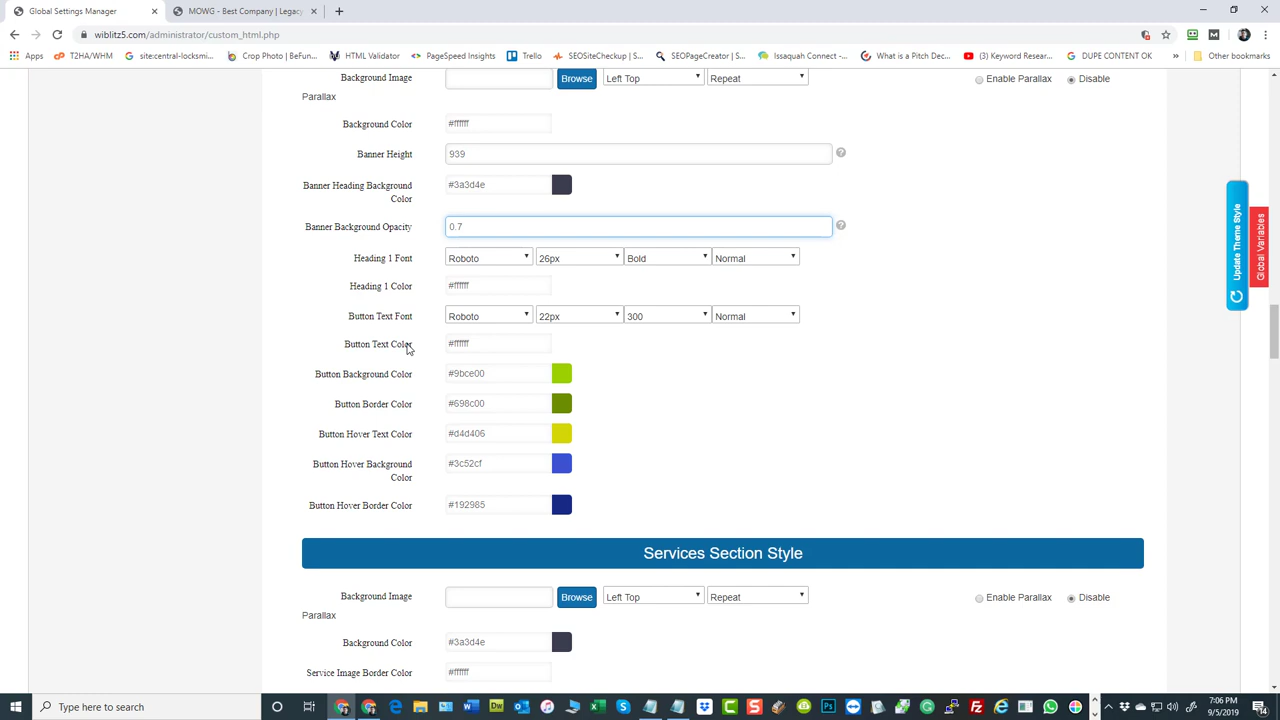 Global Settings Manager
MOWG - Best Company | Legacy
wiblitz5.com/administrator/custom_html.php
Apps T2HA/WHM site:central-locksmi... Crop Photo | BeFun... HTML Validator PageSpeed Insights Trello SEOSiteCheckup | S... SEOPageCreator | S... Issaquah Connect -... What is a Pitch Dec... (3) Keyword Resear... DUPE CONTENT OK » Other bookmarks
Background Image Browse Left Top Repeat Enable Parallax Disable
Parallax
Background Color #ffffff
Banner Height 939
Banner Heading Background #3a3d4e
Color
Banner Background Opacity 0.7
Heading 1 Font Roboto 26px Bold Normal
Heading 1 Color #ffffff
Button Text Font Roboto 22px 300 Normal
Button Text Color #ffffff
Button Background Color #9bce00
Button Border Color #698c00
Button Hover Text Color #d4d406
Button Hover Background #3c52cf
Color
Button Hover Border Color #192985
Services Section Style
Background Image Browse Left Top Repeat Enable Parallax Disable
Parallax
Background Color #3a3d4e
Service Image Border Color #ffffff
Update Theme Style
Global Variables
Type here to search
7:06 PM
9/5/2019